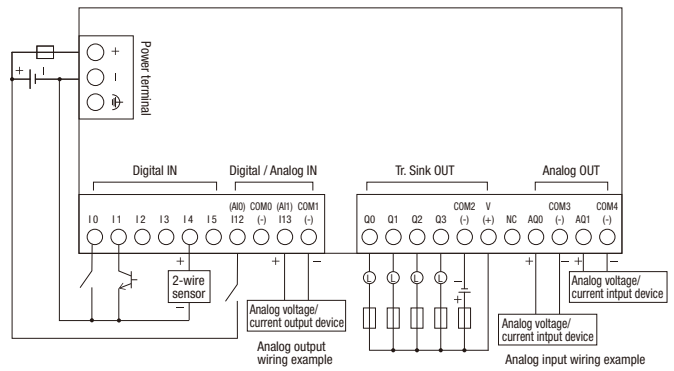 +
Power terminal
+ −
−
Digital IN
Digital / Analog IN
Tr. Sink OUT
Analog OUT
(AI0) COM0 (AI1) COM1
COM2 V
COM3 COM4
I0 I1 I2 I3 I4 I5 I12 (-) I13 (-)
Q0 Q1 Q2 Q3 (-) (+) NC AQ0 (-) AQ1 (-)
+
+ −
+ −
+ −
2-wire
sensor
−
L L L L
−
+
Analog voltage/
current output device
Analog output
wiring example
Analog voltage/
current intput device
Analog voltage/
current intput device
Analog input wiring example